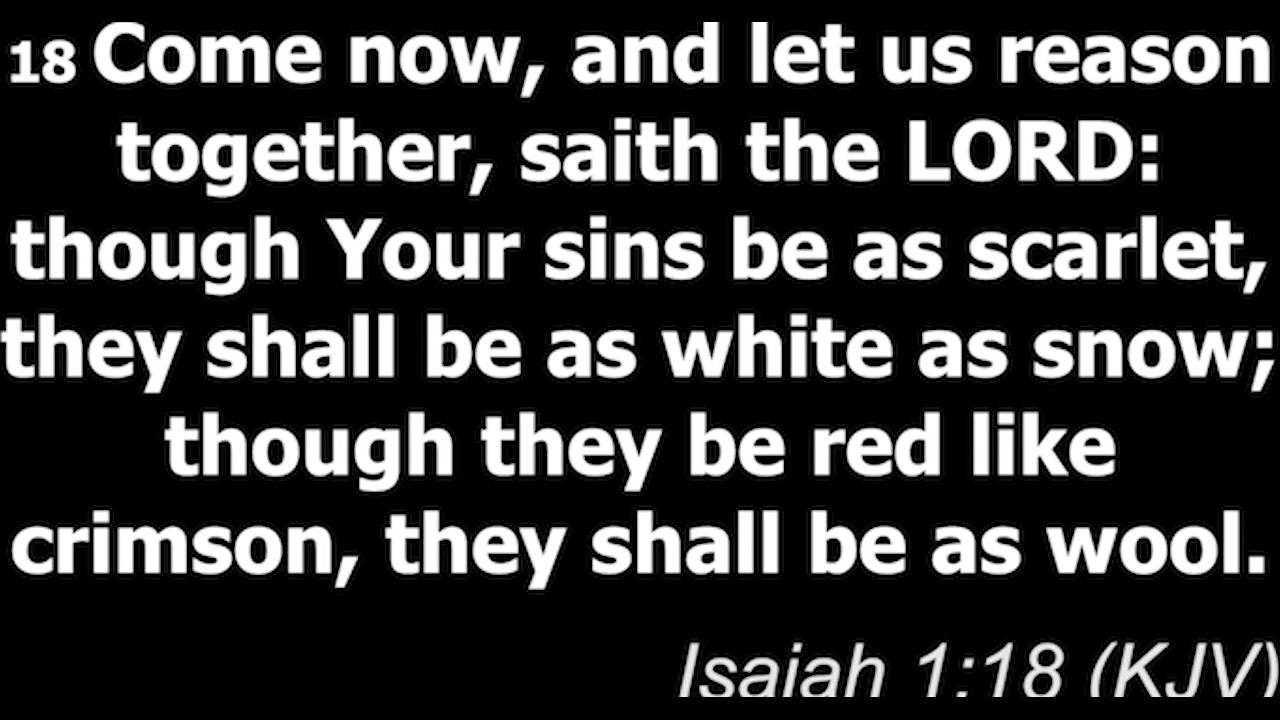 18 Come now, and let us reason
together, saith the LORD:
though Your sins be as scarlet,
they shall be as white as snow;
though they be red like
crimson, they shall be as wool.
Isaiah 1:18 (KJV)